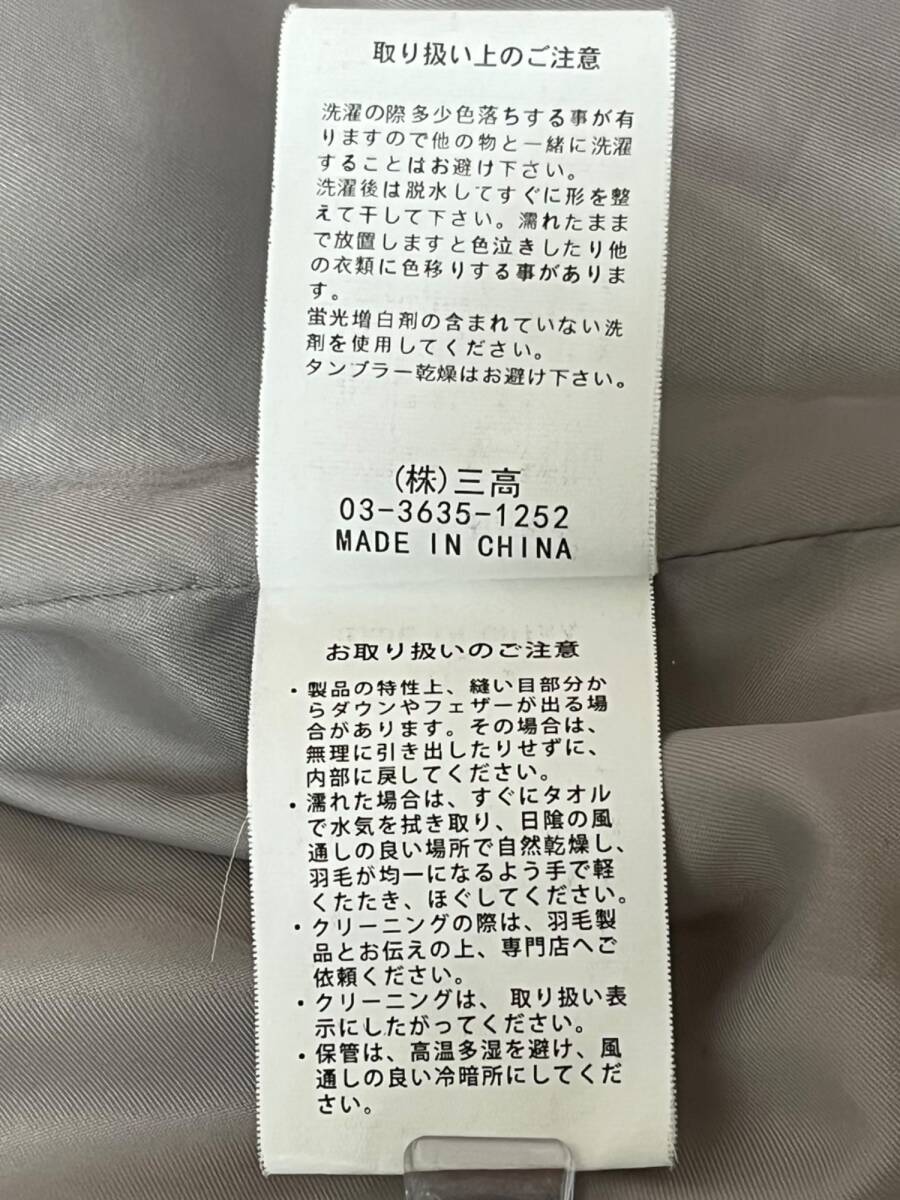 取り扱い上のご注意
洗濯の際多少色落ちする事が有
りますので他の物と一緒に洗濯
することはお避け下さい。
洗濯後は脱水してすぐに形を整
えて干して下さい。濡れたまま
で放置しますと色泣きしたり他
の衣類に色移りする事がありま
す。
蛍光増白剤の含まれていない洗
剤を使用してください。
タンブラー乾燥はお避け下さい。
(株)三高
03-3635-1252
MADE IN CHINA
お取り扱いのご注意
・製品の特性上、縫い目部分か
らダウンやフェザーが出る場
合があります。その場合は、
無理に引き出したりせずに、
内部に戻してください。
・濡れた場合は、すぐにタオル
で水気を拭き取り、日陰の風
通しの良い場所で自然乾燥し、
羽毛が均一になるよう手で軽
くたたき、ほぐしてください。
・クリーニングの際は、羽毛製
品とお伝えの上、専門店へご
依頼ください。
・クリーニングは、取り扱い表
示にしたがってください。
・保管は、高温多湿を避け、風
通しの良い冷暗所にしてくだ
さい。